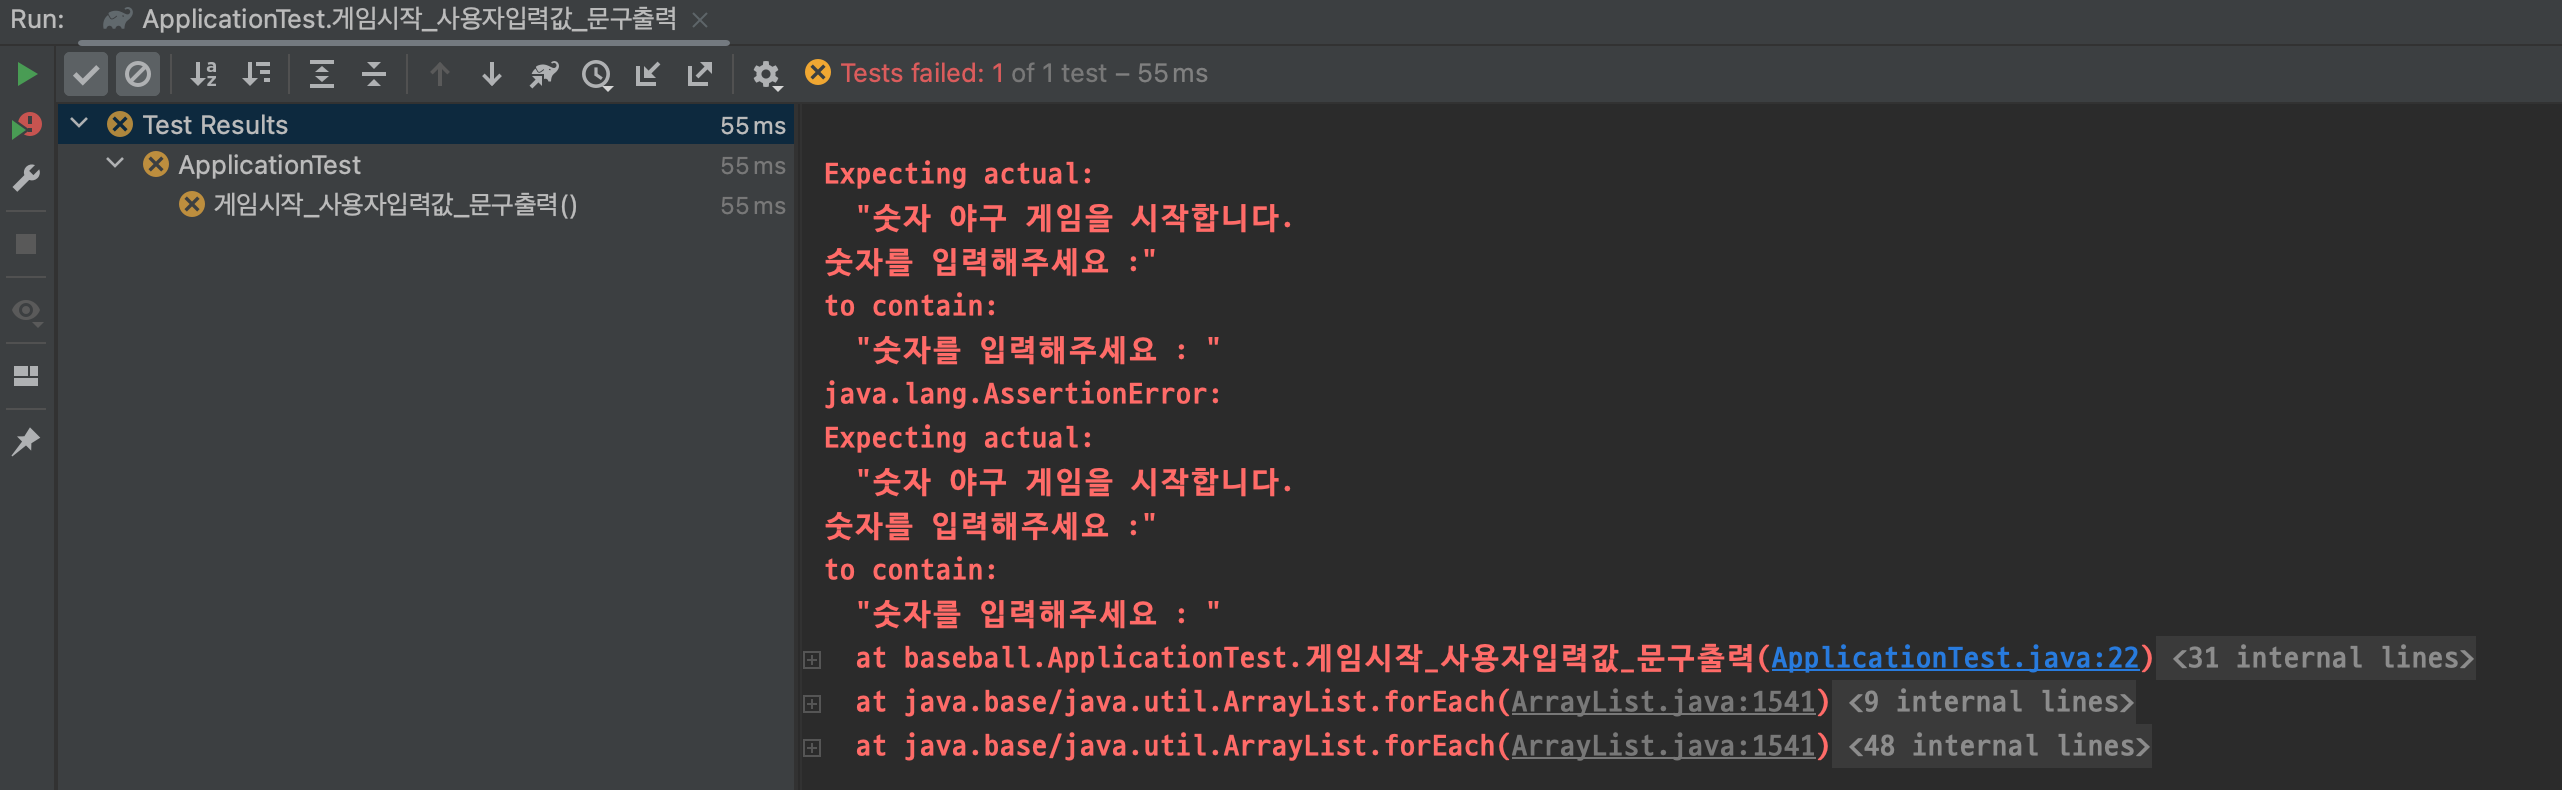 Run: ApplicationTest.게임시작_사용자입력값_문구출력
Tests failed: 1 of 1 test – 55 ms
Test Results 55 ms
ApplicationTest 55 ms
게임시작_사용자입력값_문구출력() 55 ms
Expecting actual:
"숫자 야구 게임을 시작합니다.
숫자를 입력해주세요 :"
to contain:
"숫자를 입력해주세요 : "
java.lang.AssertionError:
Expecting actual:
"숫자 야구 게임을 시작합니다.
숫자를 입력해주세요 :"
to contain:
"숫자를 입력해주세요 : "
at baseball.ApplicationTest.게임시작_사용자입력값_문구출력(ApplicationTest.java:22) <31 internal lines>
at java.base/java.util.ArrayList.forEach(ArrayList.java:1541) <9 internal lines>
at java.base/java.util.ArrayList.forEach(ArrayList.java:1541) <48 internal lines>